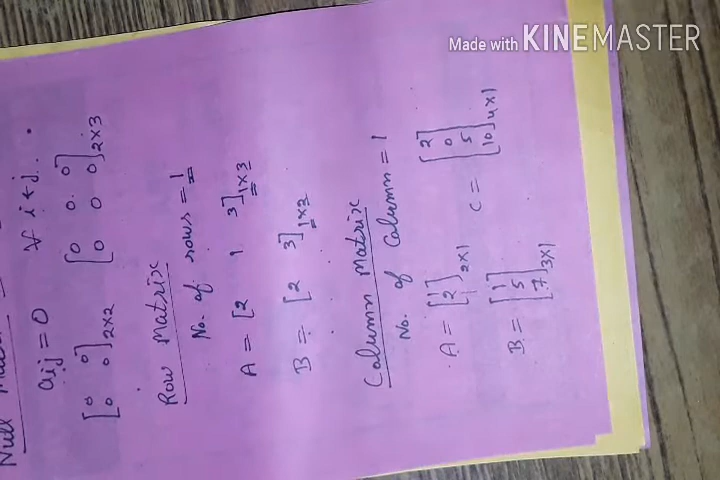 Null Mat
aij = 0 ∀ i & j.
[0 0
0 0]2×2 [0 0 0
0 0 0]2×3
Row Matrix
No. of rows = 1
A = [2 1 3]1×3
B = [2 3]1×2
Column Matrix
No. of Column = 1
A = [1
2]2×1 C = [2
0
5
10]4×1
B = [1
5
7]3×1
Made with KINEMASTER